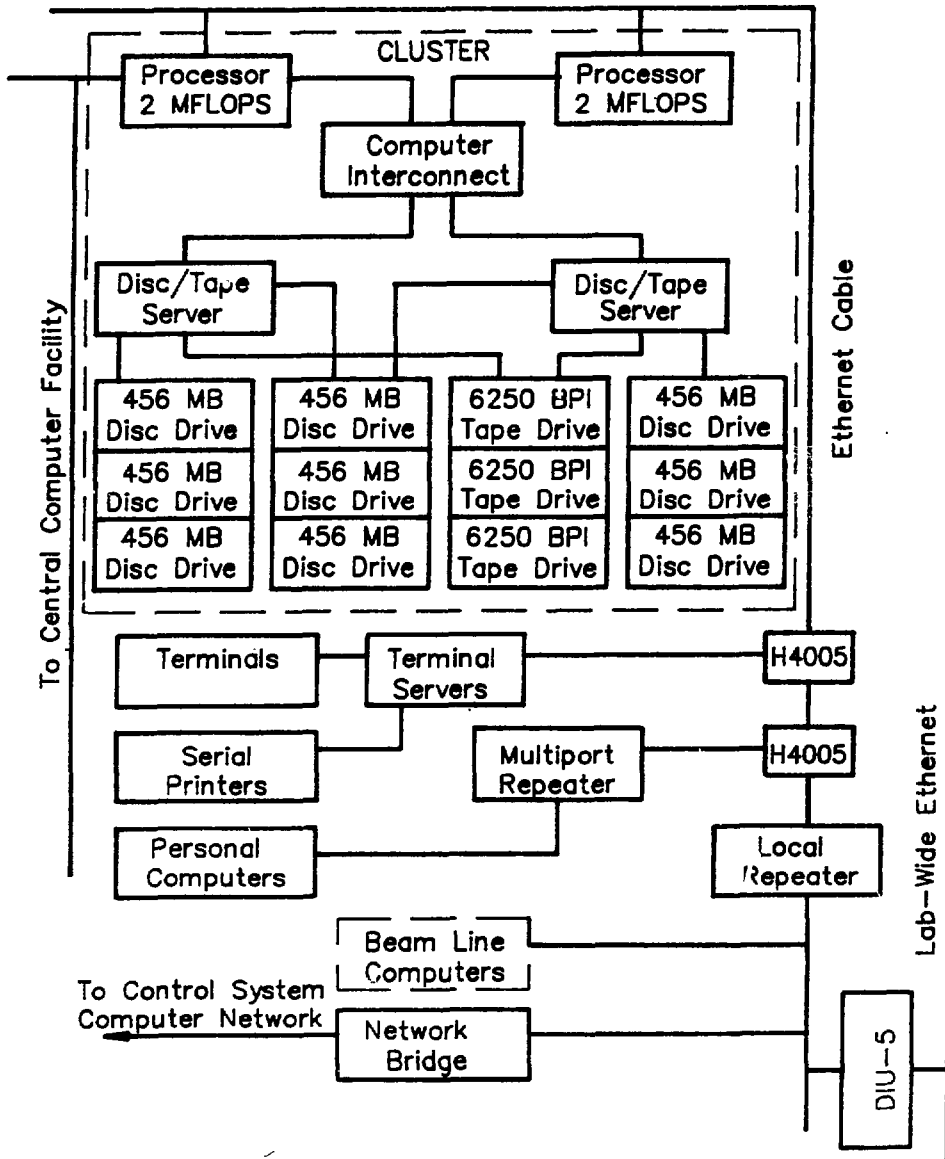 CLUSTER
Processor
2 MFLOPS
Processor
2 MFLOPS
Computer
Interconnect
Disc/Tape
Server
Disc/Tape
Server
456 MB
Disc Drive
456 MB
Disc Drive
6250 BPI
Tape Drive
456 MB
Disc Drive
456 MB
Disc Drive
456 MB
Disc Drive
6250 BPI
Tape Drive
456 MB
Disc Drive
456 MB
Disc Drive
456 MB
Disc Drive
6250 BPI
Tape Drive
456 MB
Disc Drive
To Central Computer Facility
Ethernet Cable
Terminals
Terminal
Servers
H4005
Serial
Printers
Multiport
Repeater
H4005
Personal
Computers
Local
Repeater
Lab-Wide Ethernet
Beam Line
Computers
To Control System
Computer Network
Network
Bridge
DIU-5